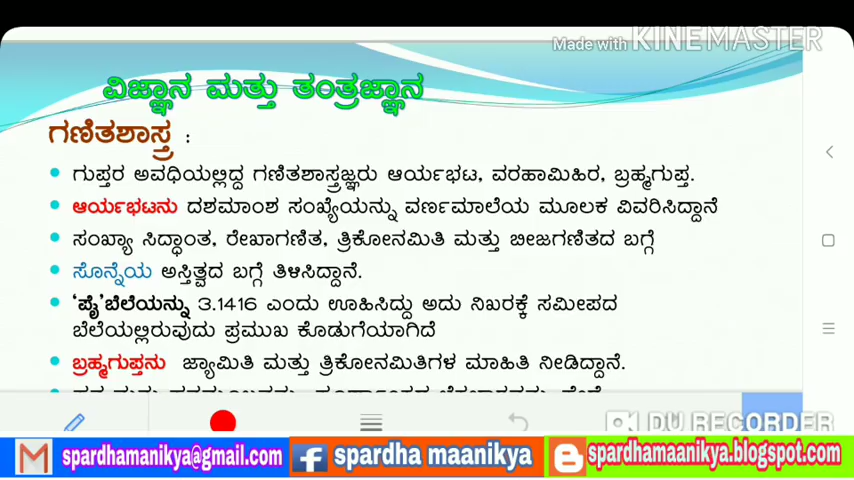 Made with KINEMASTER
ವಿಜ್ಞಾನ ಮತ್ತು ತಂತ್ರಜ್ಞಾನ
ಗಣಿತಶಾಸ್ತ್ರ :
ಗುಪ್ತರ ಅವಧಿಯಲ್ಲಿದ್ದ ಗಣಿತಶಾಸ್ತ್ರಜ್ಞರು ಆರ್ಯಭಟ, ವರಹಾಮಿಹಿರ, ಬ್ರಹ್ಮಗುಪ್ತ.
ಆರ್ಯಭಟನು ದಶಮಾಂಶ ಸಂಖ್ಯೆಯನ್ನು ವರ್ಣಮಾಲೆಯ ಮೂಲಕ ವಿವರಿಸಿದ್ದಾನೆ
ಸಂಖ್ಯಾ ಸಿದ್ಧಾಂತ, ರೇಖಾಗಣಿತ, ತ್ರಿಕೋನಮಿತಿ ಮತ್ತು ಬೀಜಗಣಿತದ ಬಗ್ಗೆ
ಸೊನ್ನೆಯ ಅಸ್ತಿತ್ವದ ಬಗ್ಗೆ ತಿಳಿಸಿದ್ದಾನೆ.
‘ಪೈ’ಬೆಲೆಯನ್ನು 3.1416 ಎಂದು ಊಹಿಸಿದ್ದು ಅದು ನಿಖರಕ್ಕೆ ಸಮೀಪದ
ಬೆಲೆಯಲ್ಲಿರುವುದು ಪ್ರಮುಖ ಕೊಡುಗೆಯಾಗಿದೆ
ಬ್ರಹ್ಮಗುಪ್ತನು ಜ್ಯಾಮಿತಿ ಮತ್ತು ತ್ರಿಕೋನಮಿತಿಗಳ ಮಾಹಿತಿ ನೀಡಿದ್ದಾನೆ.
DU RECORDER
spardhamanikya@gmail.com spardha maanikya spardhamaanikya.blogspot.com